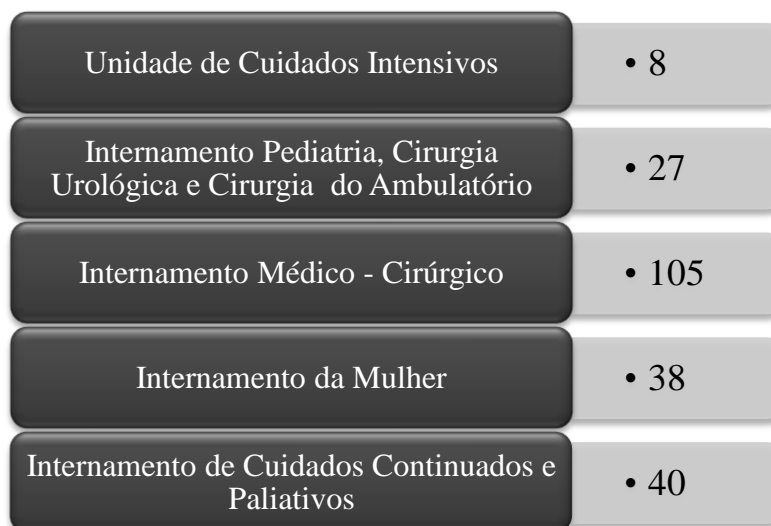 Unidade de Cuidados Intensivos
• 8
Internamento Pediatria, Cirurgia
Urológica e Cirurgia do Ambulatório
• 27
Internamento Médico - Cirúrgico
• 105
Internamento da Mulher
• 38
Internamento de Cuidados Continuados e
Paliativos
• 40